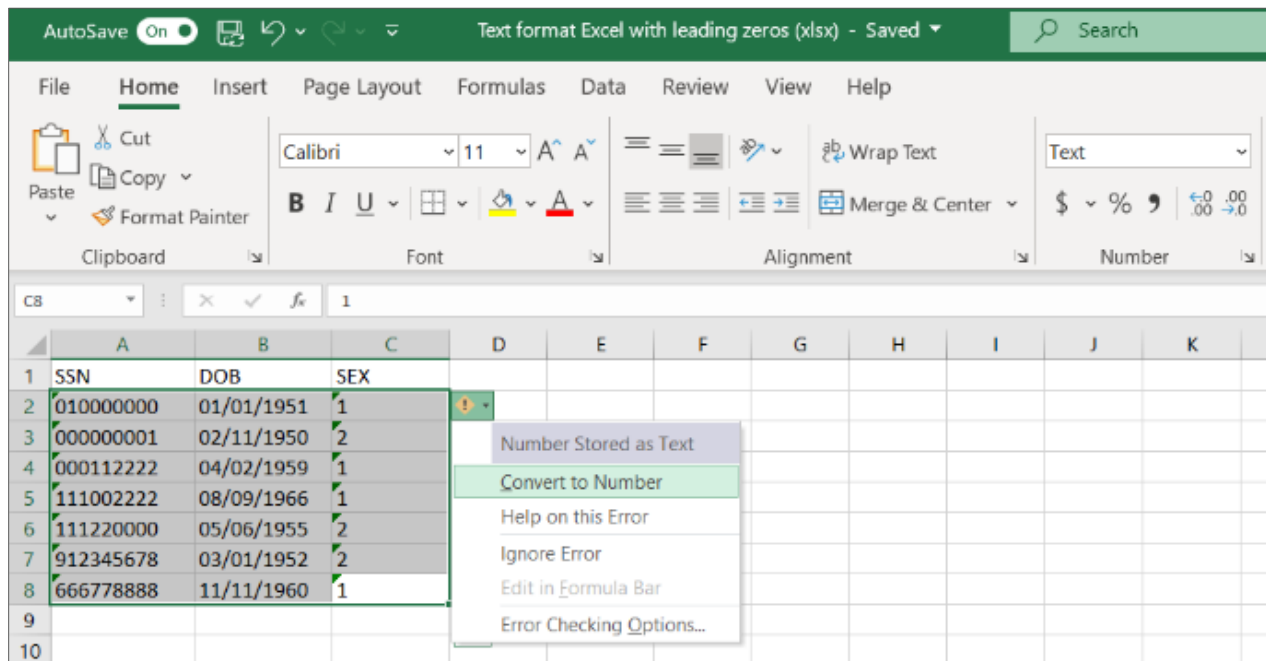 AutoSave On Text format Excel with leading zeros (xlsx) - Saved Search
File Home Insert Page Layout Formulas Data Review View Help
Paste
Cut
Copy
Format Painter
Clipboard
Calibri 11 A A
B I U A
Font
ab Wrap Text
Merge & Center
Alignment
Text
$ % 9 .00 .00 .0
Number
C8 fx 1
A B C D E F G H I J K
1 SSN DOB SEX
2 010000000 01/01/1951 1
3 000000001 02/11/1950 2
4 000112222 04/02/1959 1
5 111002222 08/09/1966 1
6 111220000 05/06/1955 2
7 912345678 03/01/1952 2
8 666778888 11/11/1960 1
9
10
Number Stored as Text
Convert to Number
Help on this Error
Ignore Error
Edit in Formula Bar
Error Checking Options...